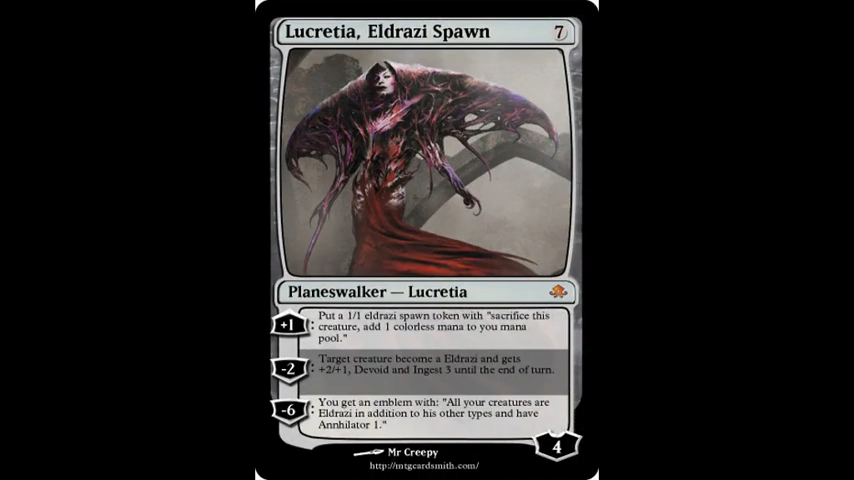 Lucretia, Eldrazi Spawn 7
Planeswalker — Lucretia
+1 : Put a 1/1 eldrazi spawn token with "sacrifice this
creature, add 1 colorless mana to you mana
pool."
-2 : Target creature become a Eldrazi and gets
+2/+1, Devoid and Ingest 3 until the end of turn.
-6 : You get an emblem with: "All your creatures are
Eldrazi in addition to his other types and have
Annhilator 1."
4
Mr Creepy
http://mtgcardsmith.com/